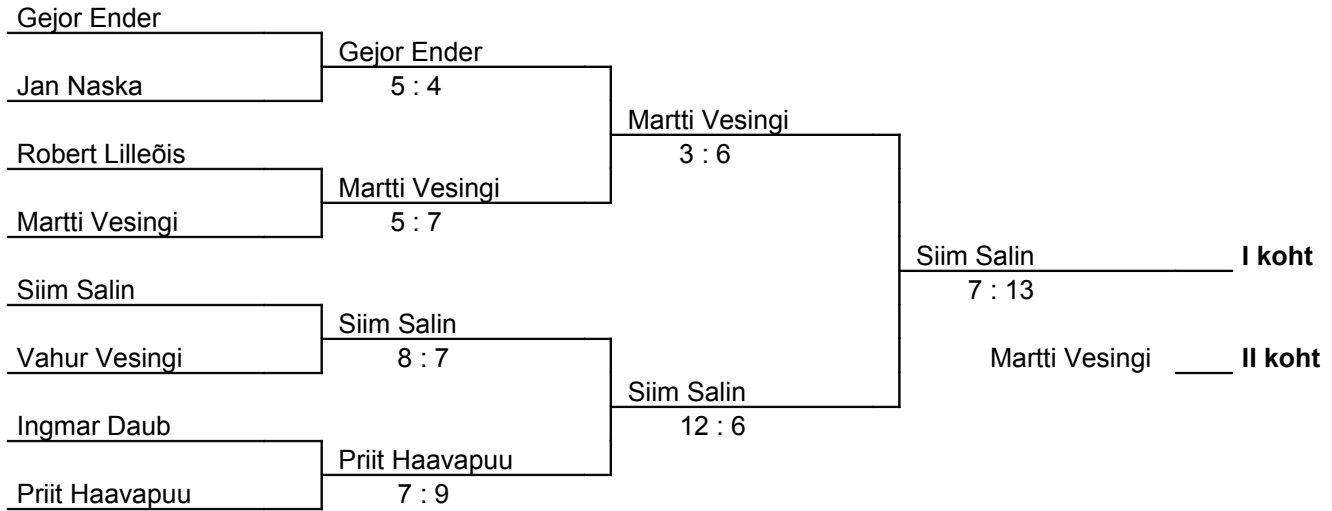 Gejor Ender
Gejor Ender
Jan Naska
5 : 4
Martti Vesingi
Robert Lilleõis
3 : 6
Martti Vesingi
Martti Vesingi
5 : 7
Siim Salin I koht
Siim Salin
7 : 13
Siim Salin
Vahur Vesingi
8 : 7
Martti Vesingi II koht
Siim Salin
Ingmar Daub
12 : 6
Priit Haavapuu
Priit Haavapuu
7 : 9